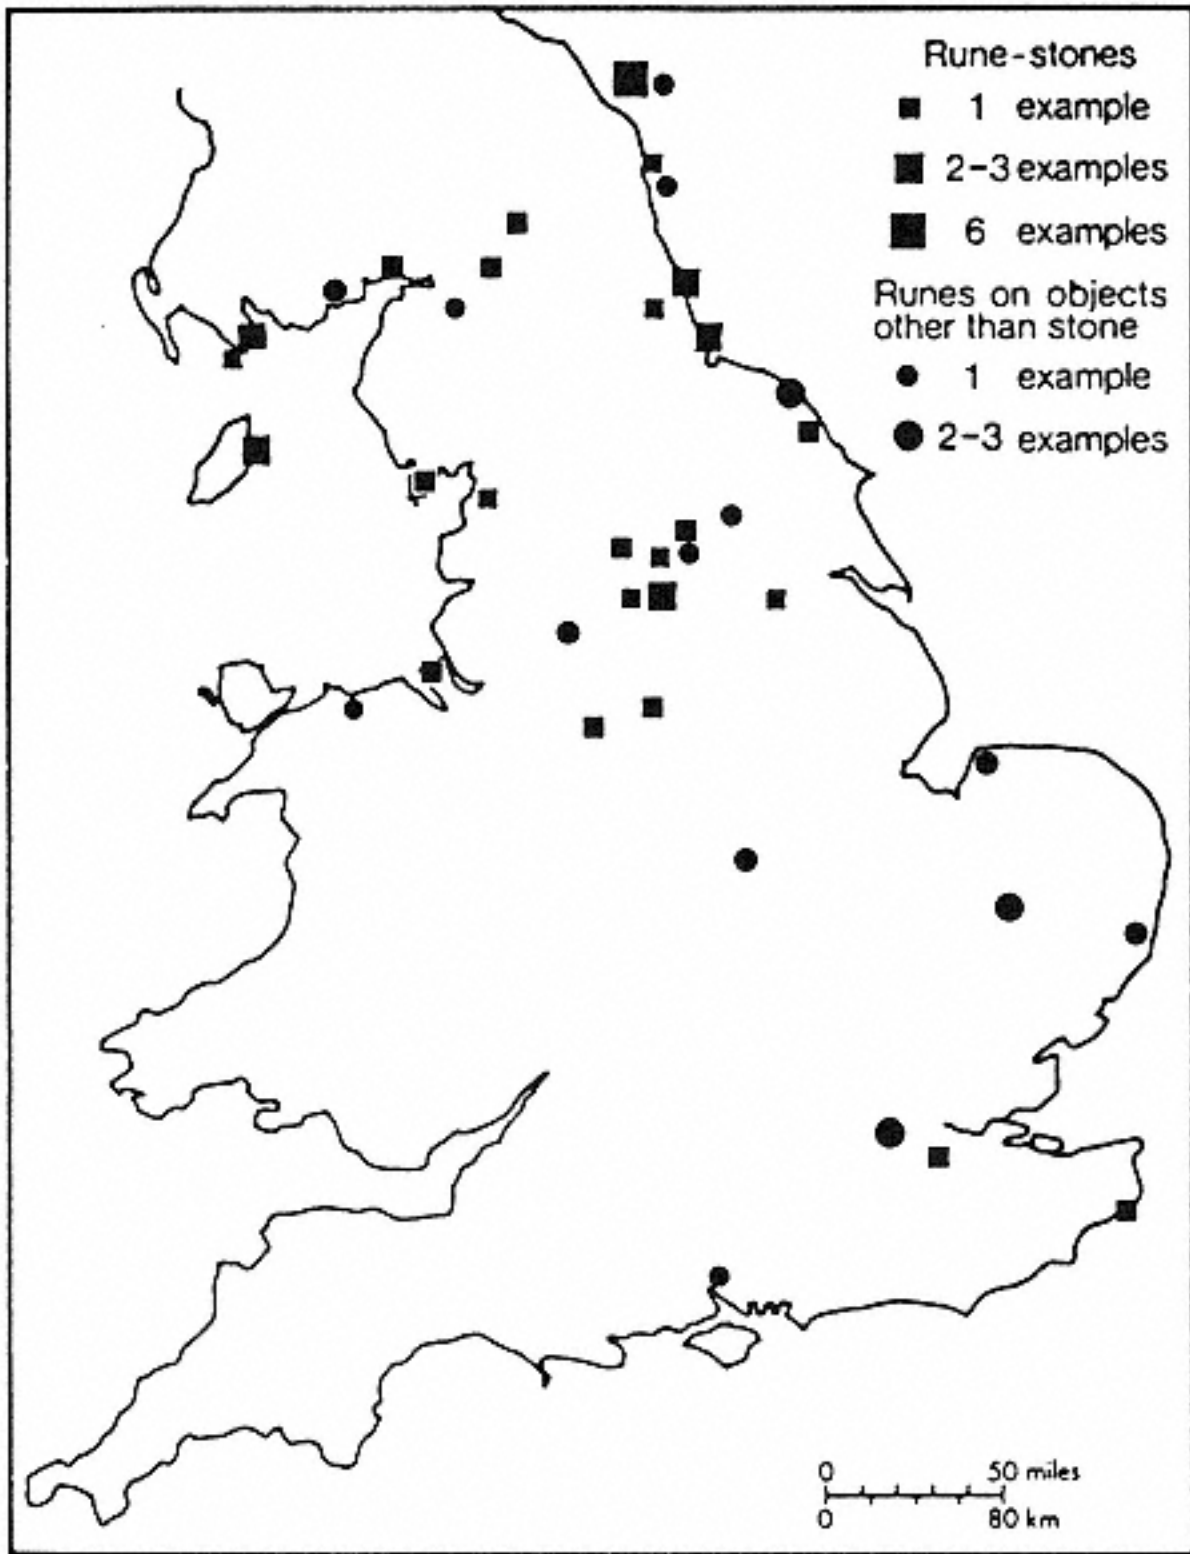 Rune-stones
1 example
2-3 examples
6 examples
Runes on objects
other than stone
1 example
2-3 examples
0 50 miles
0 80 km